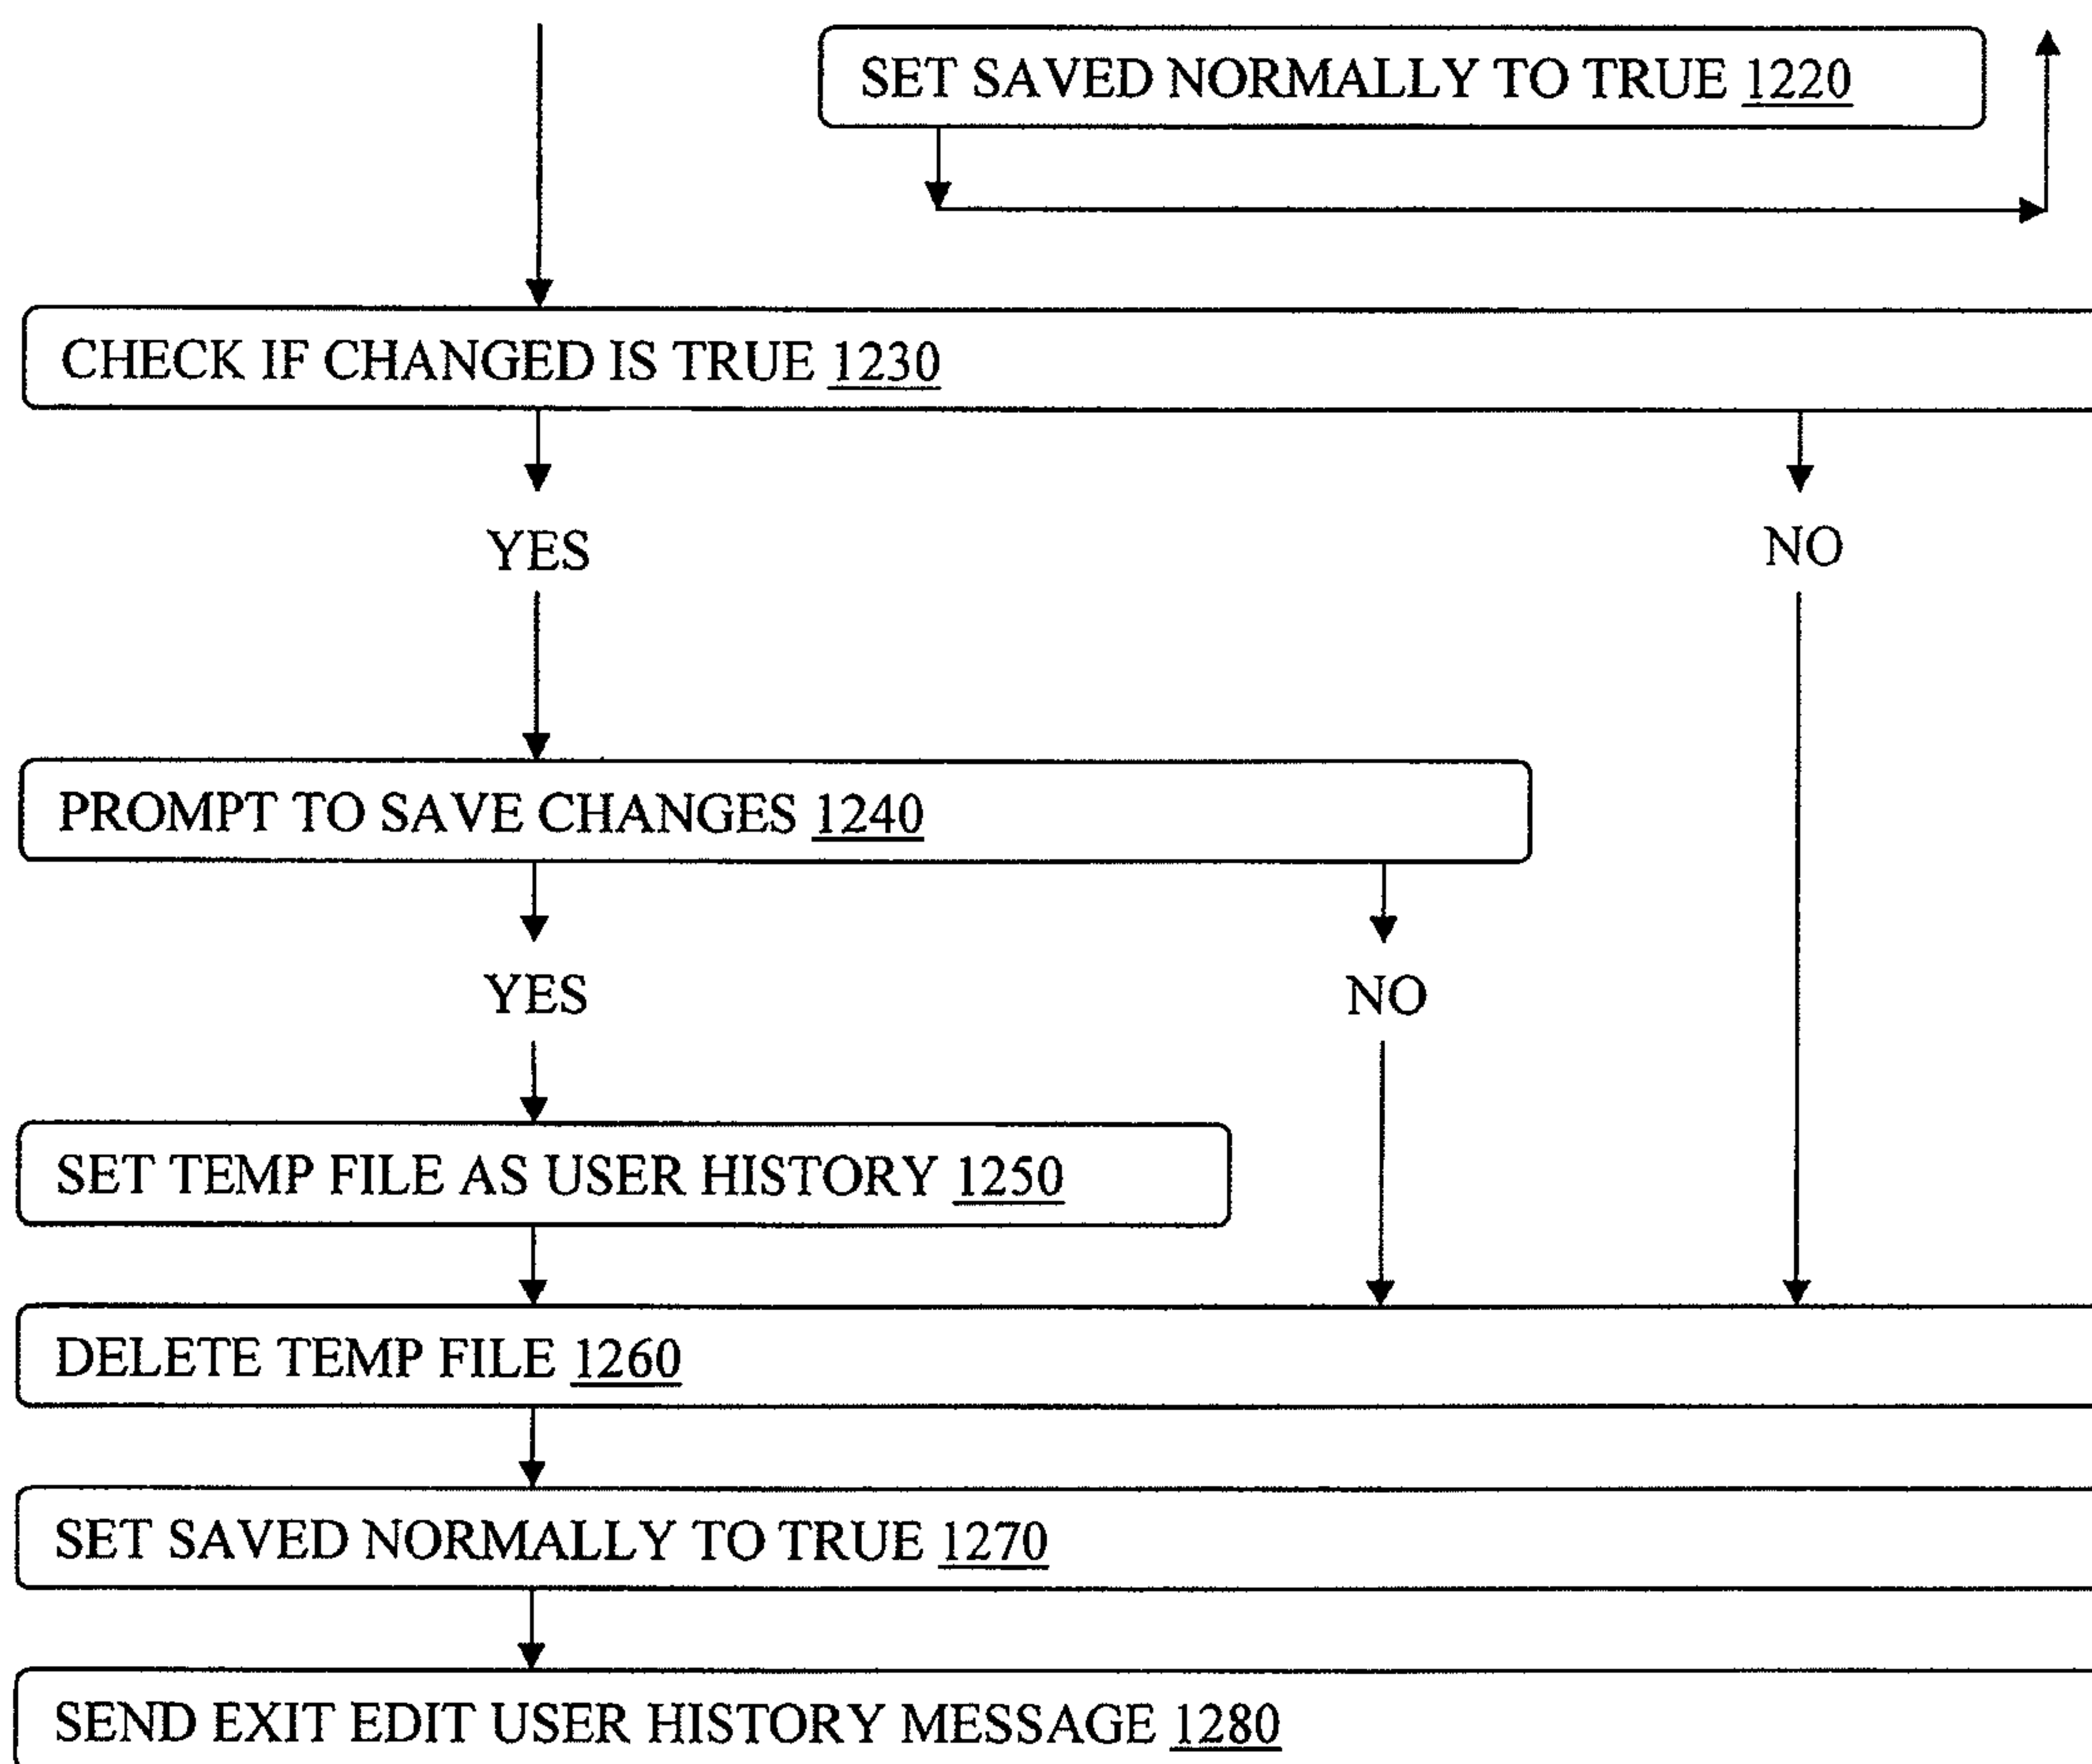 SET SAVED NORMALLY TO TRUE 1220
CHECK IF CHANGED IS TRUE 1230
YES
NO
PROMPT TO SAVE CHANGES 1240
YES
NO
SET TEMP FILE AS USER HISTORY 1250
DELETE TEMP FILE 1260
SET SAVED NORMALLY TO TRUE 1270
SEND EXIT EDIT USER HISTORY MESSAGE 1280